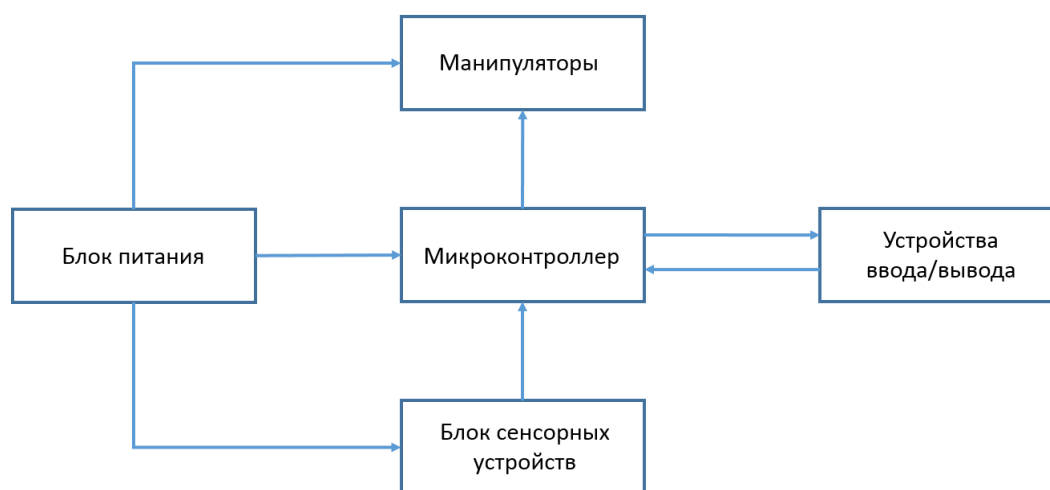 Манипуляторы
Блок питания
Микроконтроллер
Устройства
ввода/вывода
Блок сенсорных
устройств